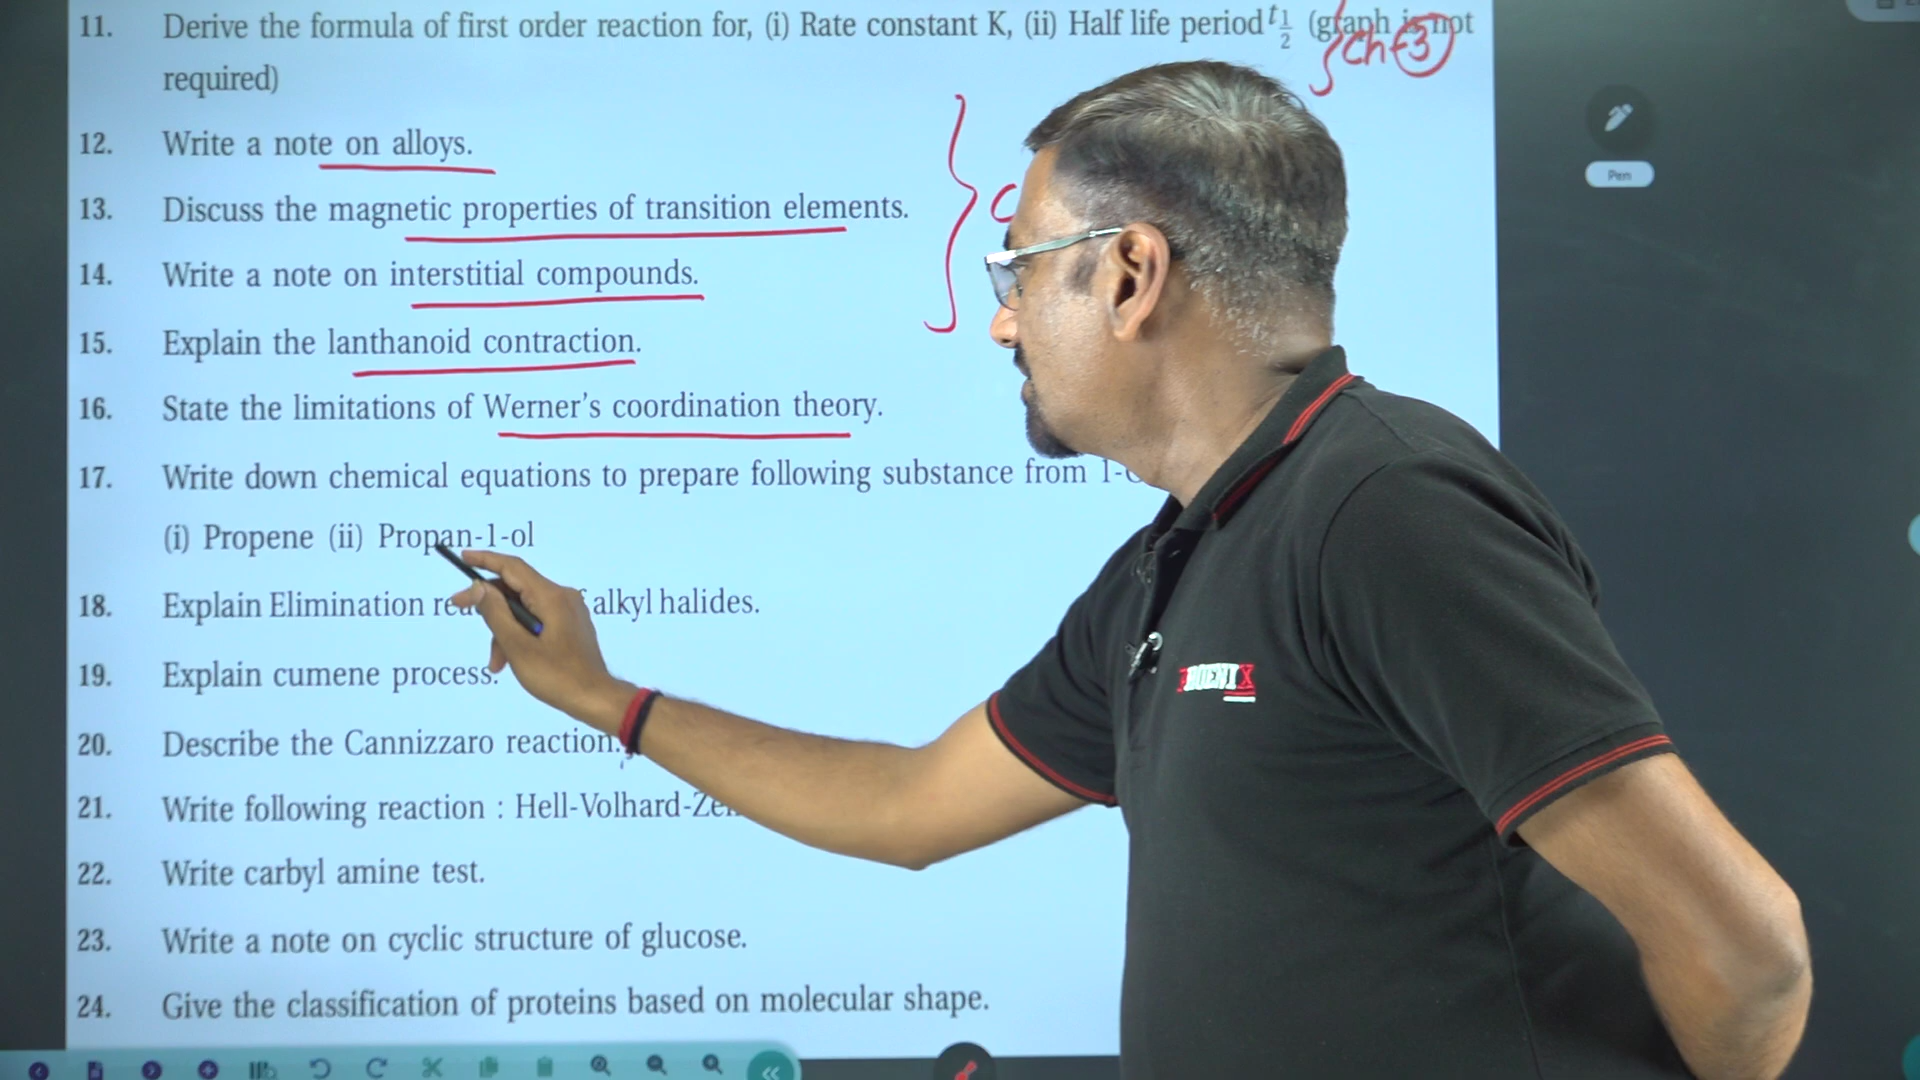 11. Derive the formula of first order reaction for, (i) Rate constant K, (ii) Half life period t 1/2 (graph is not
required)
Ch-3
12. Write a note on alloys.
13. Discuss the magnetic properties of transition elements.
14. Write a note on interstitial compounds.
15. Explain the lanthanoid contraction.
16. State the limitations of Werner's coordination theory.
17. Write down chemical equations to prepare following substance from 1-
(i) Propene (ii) Propan-1-ol
18. Explain Elimination alkyl halides.
19. Explain cumene process.
20. Describe the Cannizzaro reaction.
21. Write following reaction : Hell-Volhard-
22. Write carbyl amine test.
23. Write a note on cyclic structure of glucose.
24. Give the classification of proteins based on molecular shape.
Pen